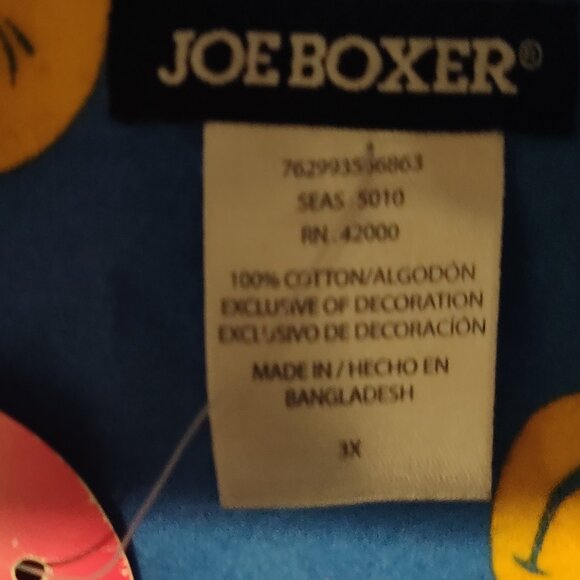 JOE BOXER®
SEAS. 5010
RN. 42000
100% COTTON/ALGODÓN
EXCLUSIVE OF DECORATION
EXCLUSIVO DE DECORACIÓN
MADE IN / HECHO EN
BANGLADESH
3X